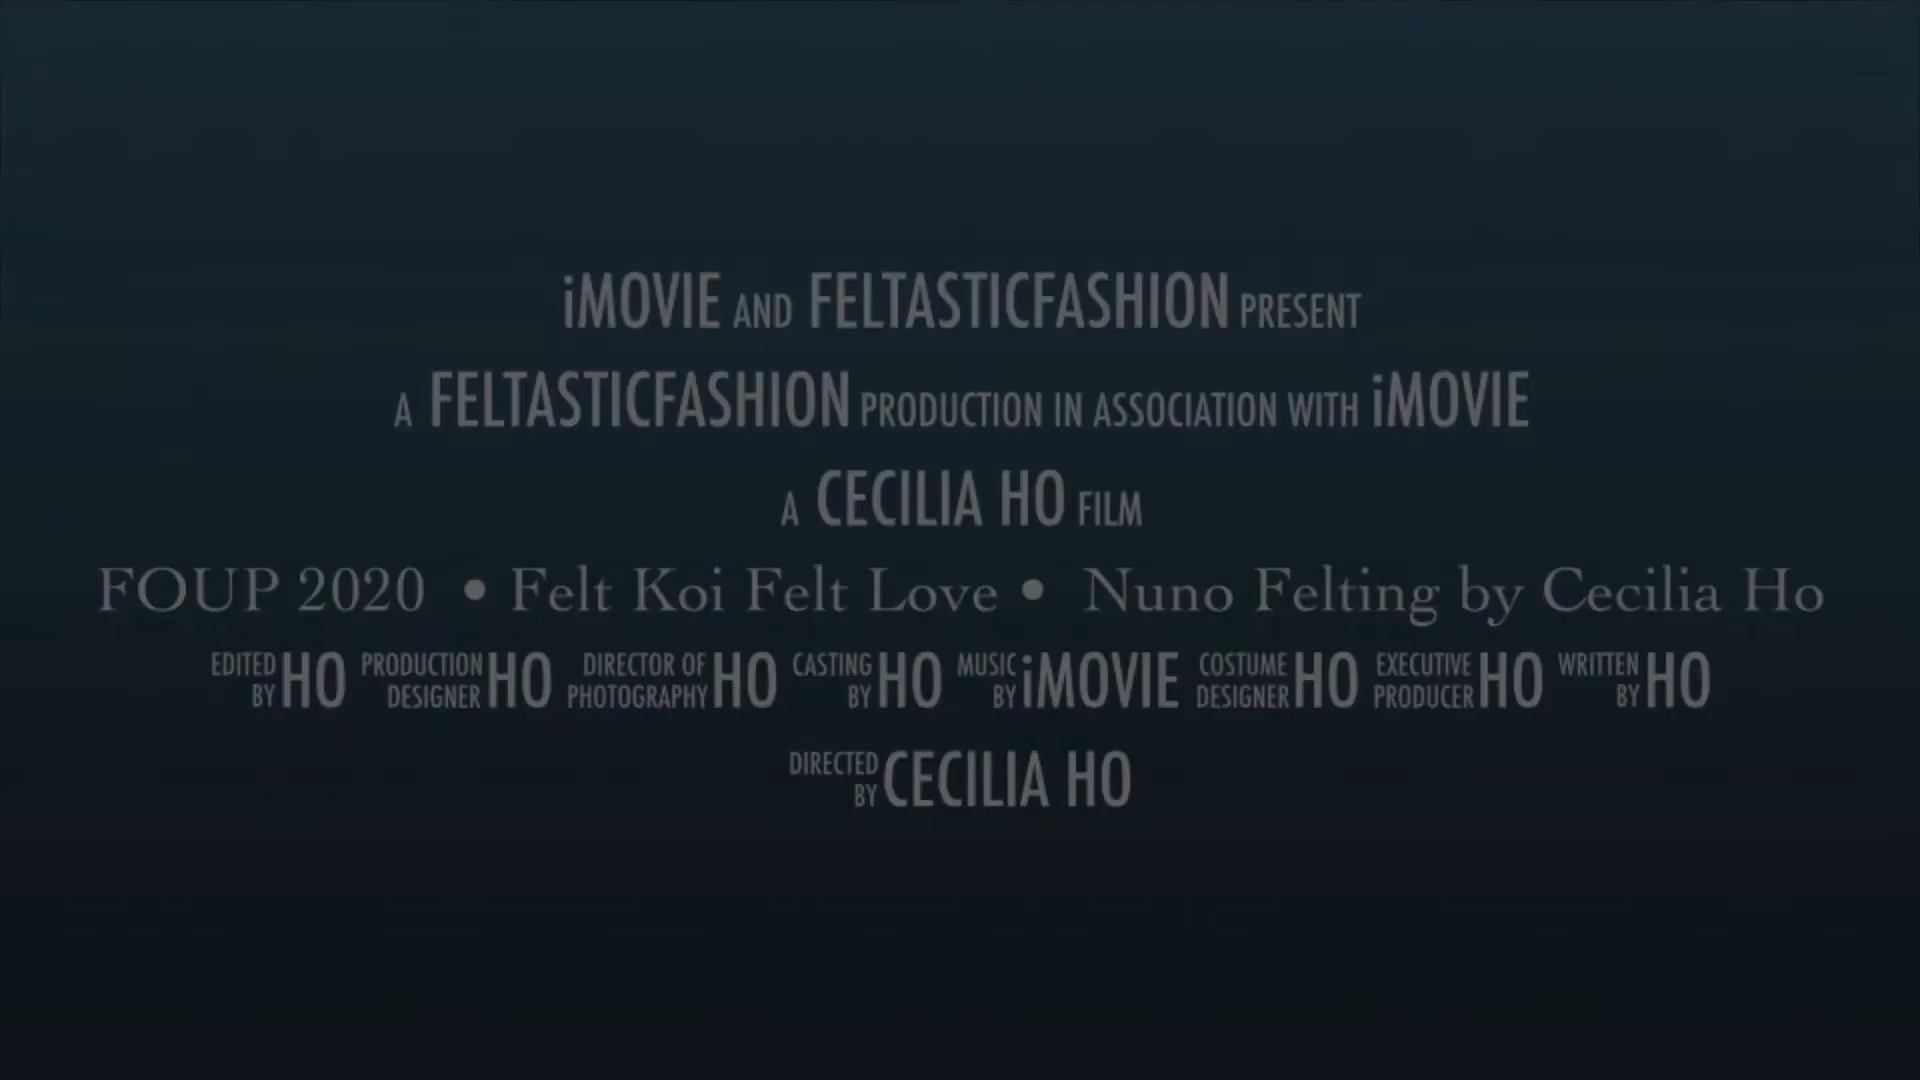 iMOVIE AND FELTASTICFASHION PRESENT
A FELTASTICFASHION PRODUCTION IN ASSOCIATION WITH iMOVIE
A CECILIA HO FILM
FOUP 2020 • Felt Koi Felt Love • Nuno Felting by Cecilia Ho
EDITED BY HO PRODUCTION DESIGNER HO DIRECTOR OF PHOTOGRAPHY HO CASTING BY HO MUSIC BY iMOVIE COSTUME DESIGNER HO EXECUTIVE PRODUCER HO WRITTEN BY HO
DIRECTED BY CECILIA HO